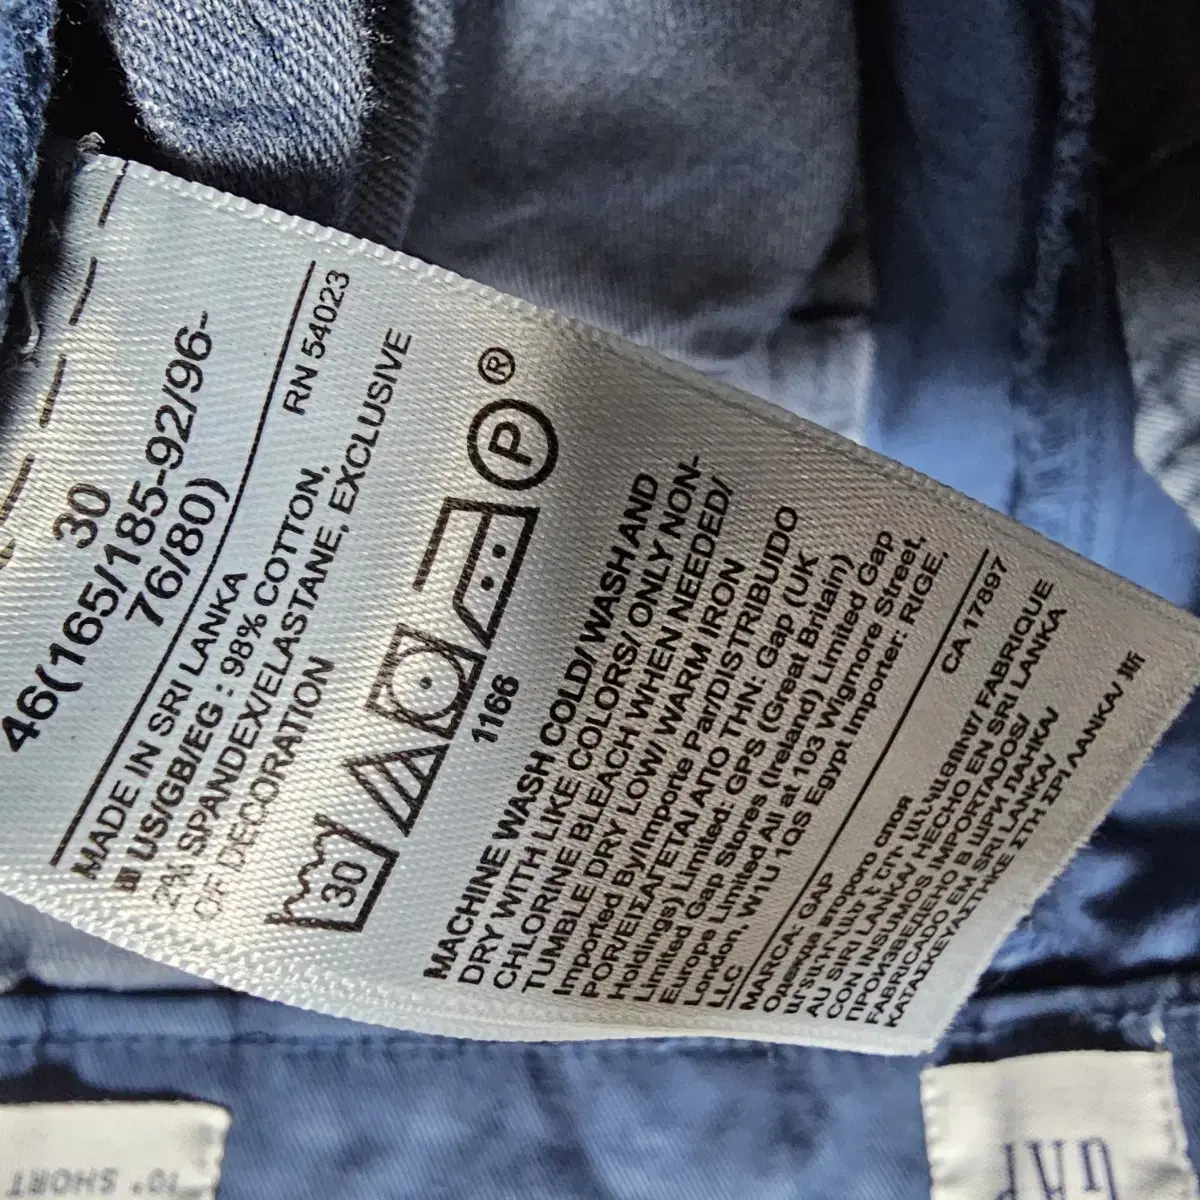 30
46(165/185-92/96-
76/80)
RN 54023
MADE IN SRI LANKA
US/GB/EG : 98% COTTON,
2% SPANDEX/ELASTANE, EXCLUSIVE
OF DECORATION
30
P
®
1166
MACHINE WASH COLD/ WASH AND
DRY WITH LIKE COLORS/ ONLY NON-
CHLORINE BLEACH WHEN NEEDED/
TUMBLE DRY LOW/ WARM IRON
Imported By/Importe Par/DISTRIBUIDO
POR/ΕΙΣΑΓΕΤΑΙ ΑΠΟ ΤΗΝ: Gap (UK
Holdings) Limited: GPS (Great Britain)
Limited: Gap Stores (Ireland) Limited Gap
Europe Limited All at 103 Wigmore Street,
London, W1U 1QS Egypt Importer: RIGE,
LLC
CA 17897
MARCA: GAP
Одежда второго слоя
AU SRI LANKA/ HECHO EN SRI LANKA
CON INSUMOS IMPORTADOS/
ПРОИЗВЕДЕНО В ШРИ ЛАНКА/
FABRICADO EM SRI LANKA/
ΚΑΤΑΣΚΕΥΑΣΤΗΚΕ ΣΤΗ ΣΡΙ ΛΑΝΚΑ/
FABRIQUE
GAP
10" SHORT